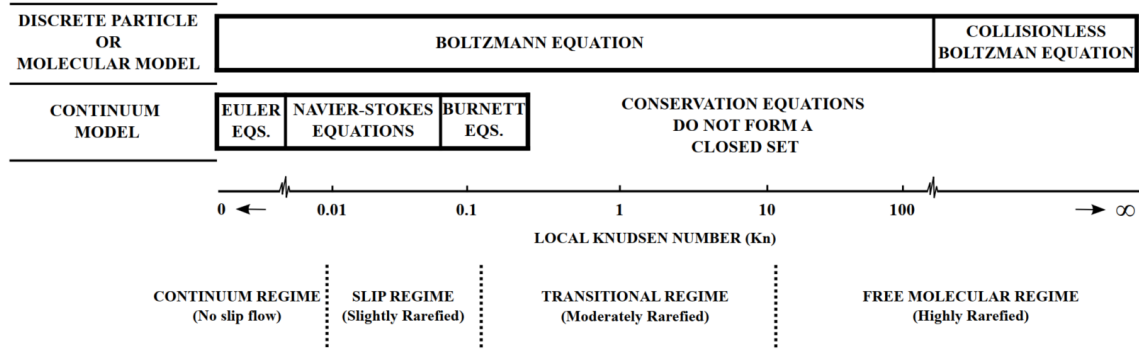 DISCRETE PARTICLE
OR
MOLECULAR MODEL
BOLTZMANN EQUATION
COLLISIONLESS
BOLTZMAN EQUATION
CONTINUUM
MODEL
EULER
EQS.
NAVIER-STOKES
EQUATIONS
BURNETT
EQS.
CONSERVATION EQUATIONS
DO NOT FORM A
CLOSED SET
0 0.01 0.1 1 10 100 ∞
LOCAL KNUDSEN NUMBER (Kn)
CONTINUUM REGIME
(No slip flow)
SLIP REGIME
(Slightly Rarefied)
TRANSITIONAL REGIME
(Moderately Rarefied)
FREE MOLECULAR REGIME
(Highly Rarefied)